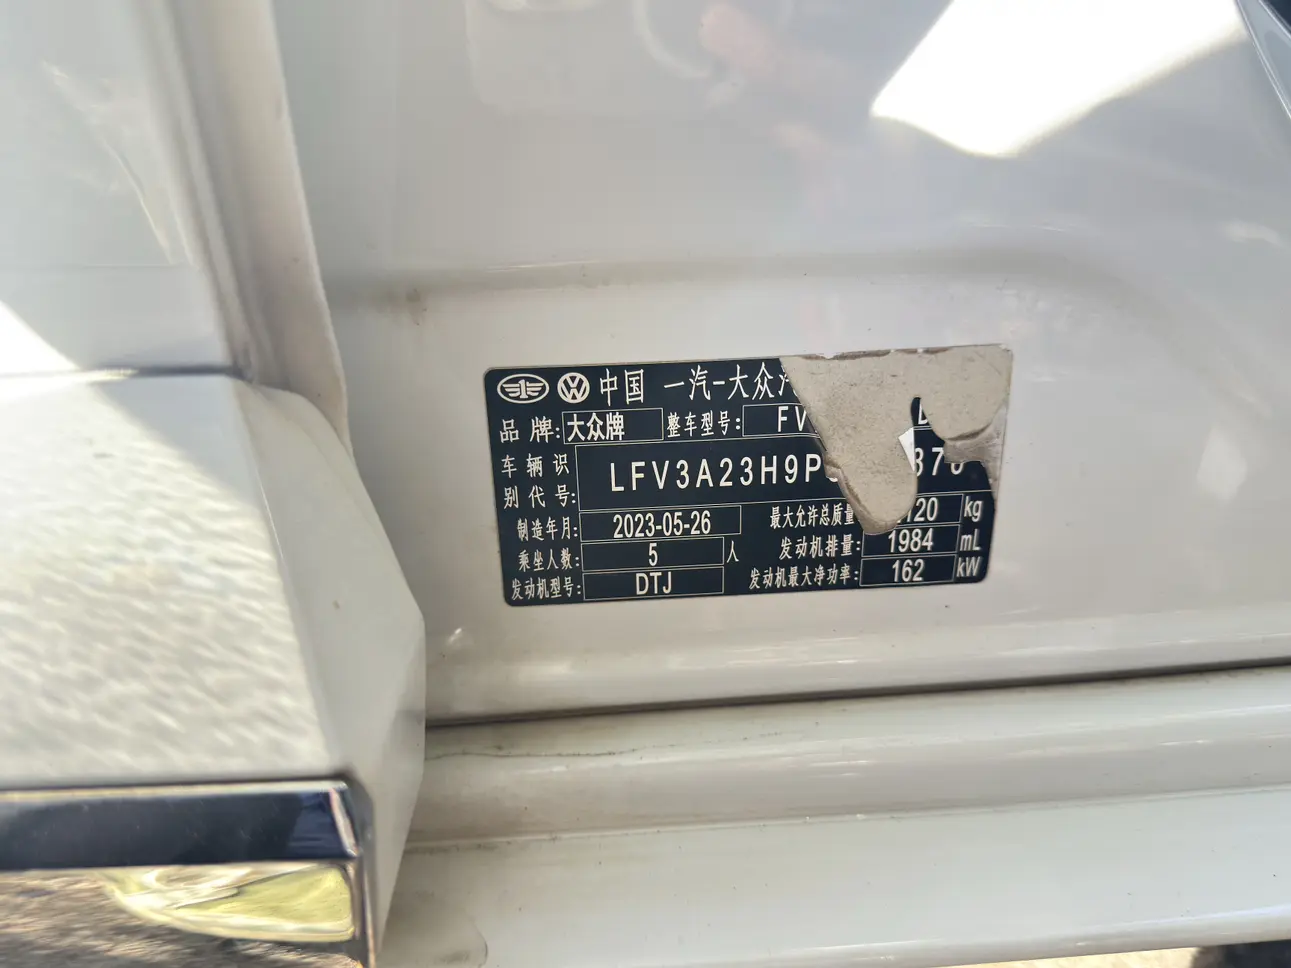 中国 一汽-大众
品牌: 大众牌 整车型号: FV
车辆识别代号: LFV3A23H9P 370
制造年月: 2023-05-26 最大允许总质量 120 kg
乘坐人数: 5 人 发动机排量: 1984 mL
发动机型号: DTJ 发动机最大净功率: 162 kW